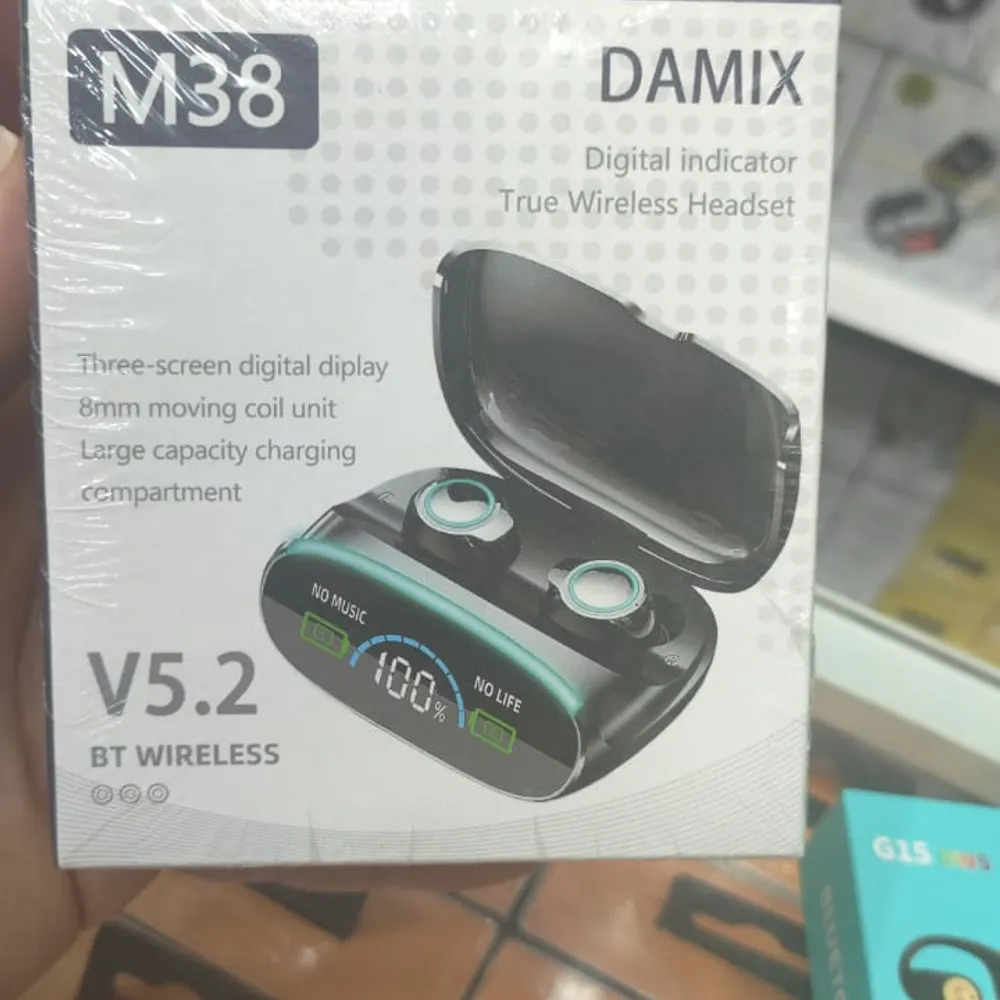 M38
DAMIX
Digital indicator
True Wireless Headset
Three-screen digital diplay
8mm moving coil unit
Large capacity charging
compartment
NO MUSIC
100%
NO LIFE
V5.2
BT WIRELESS
G15